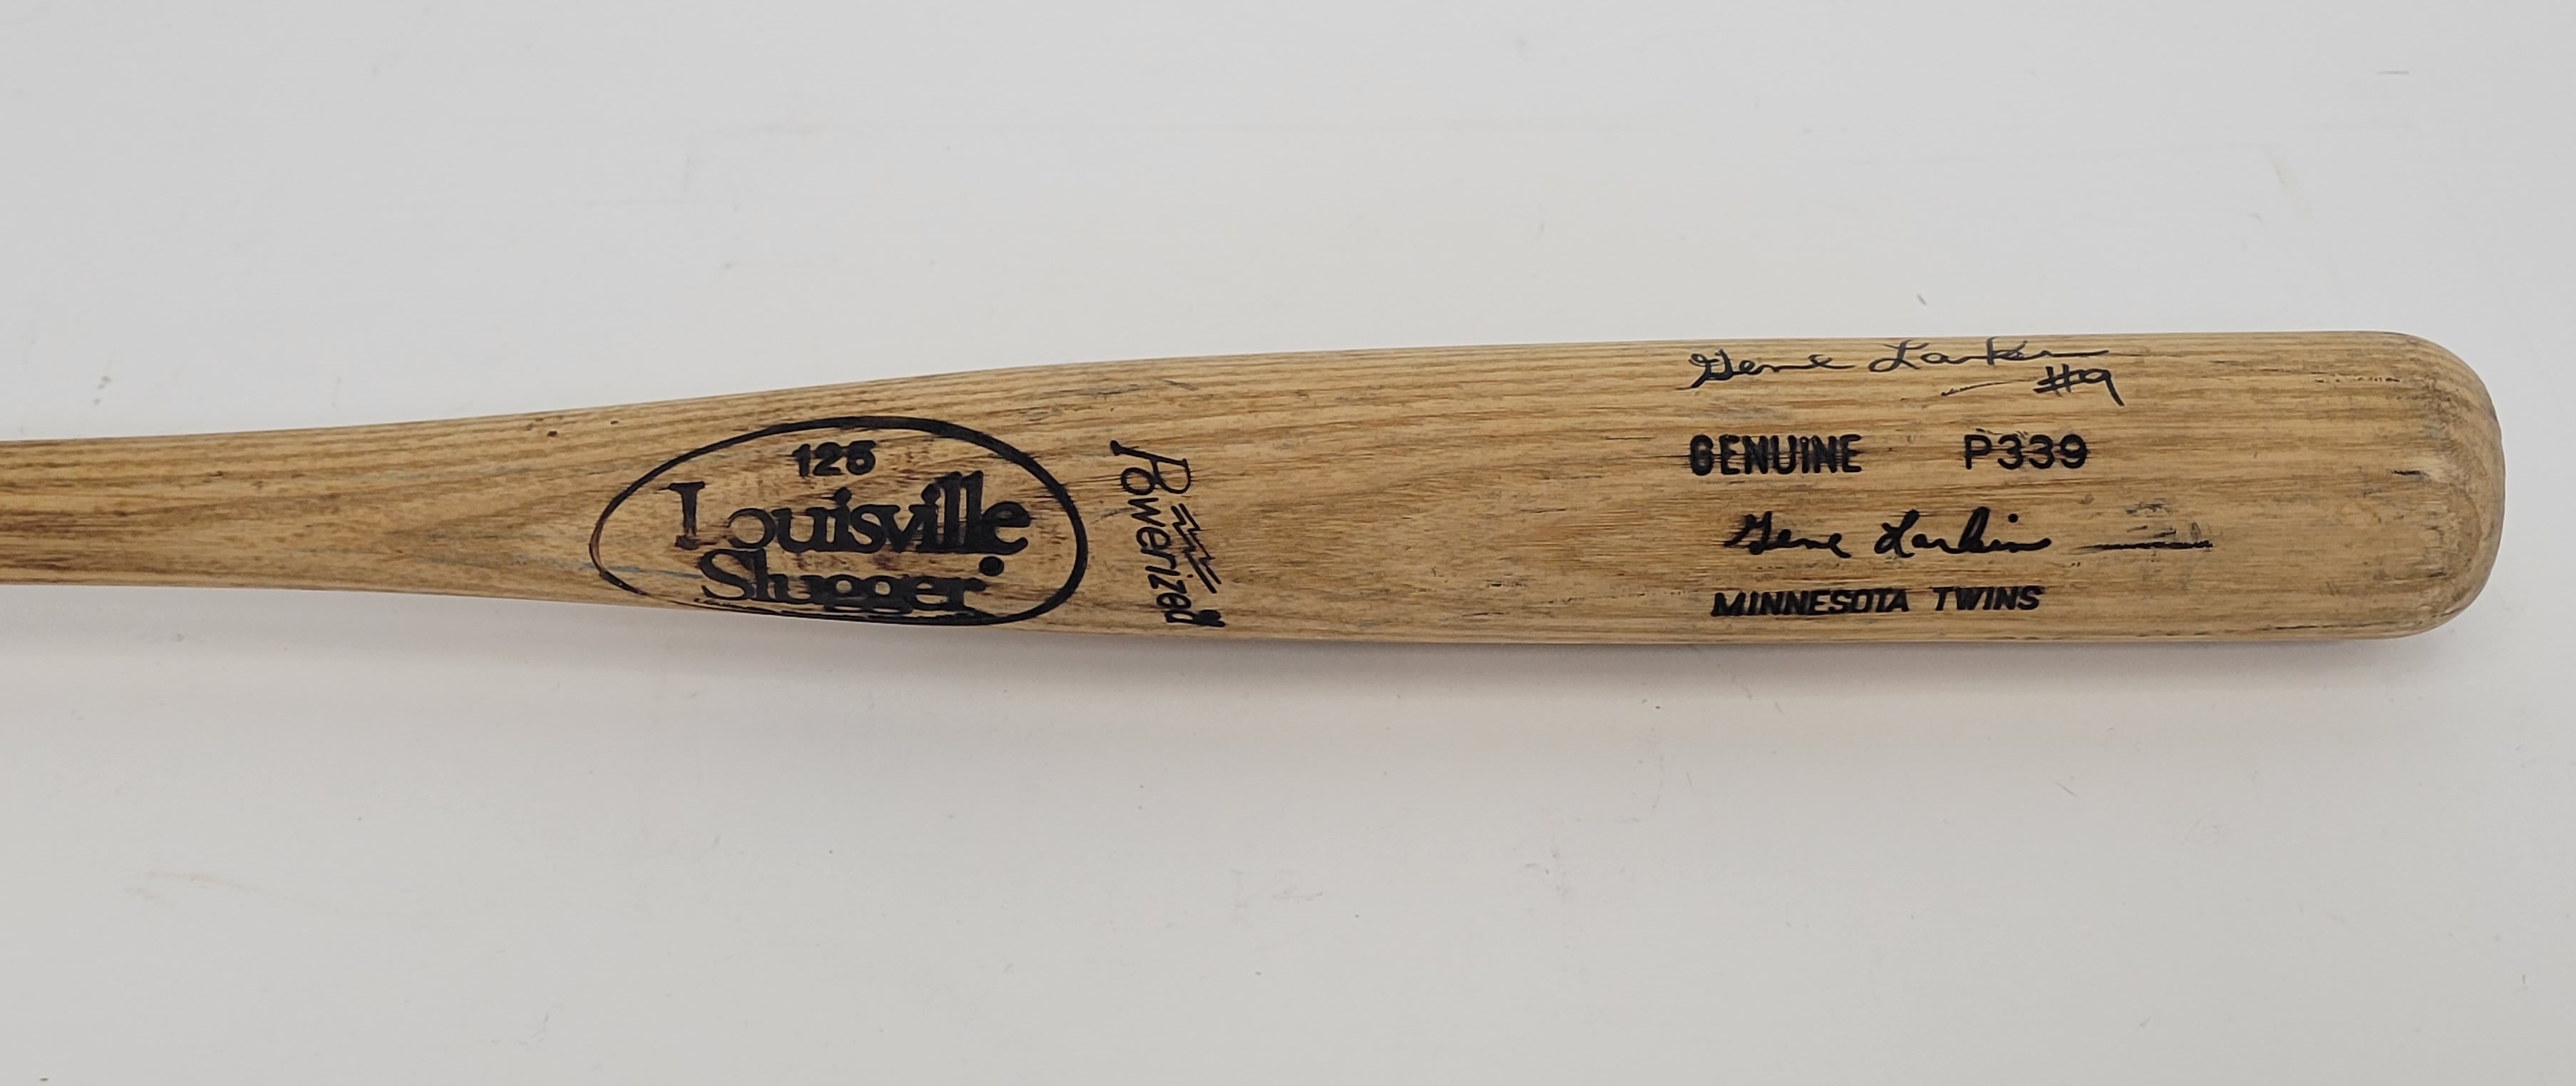 125
Louisville
Slugger
Powerized
Gene Larkin
#9
GENUINE P339
Gene Larkin
MINNESOTA TWINS